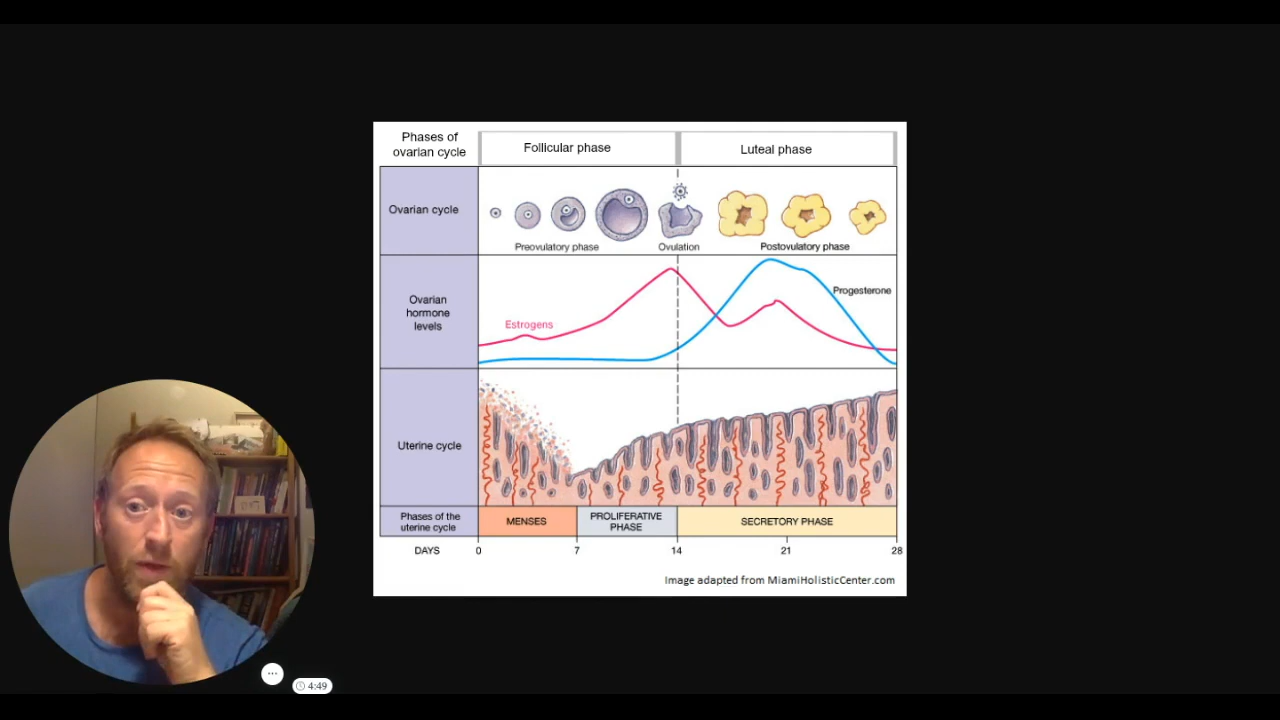 Phases of
ovarian cycle
Follicular phase
Luteal phase
Ovarian cycle
Preovulatory phase
Ovulation
Postovulatory phase
Ovarian
hormone
levels
Estrogens
Progesterone
Uterine cycle
Phases of the
uterine cycle
MENSES
PROLIFERATIVE
PHASE
SECRETORY PHASE
DAYS
0
7
14
21
28
Image adapted from MiamiHolisticCenter.com
4:49